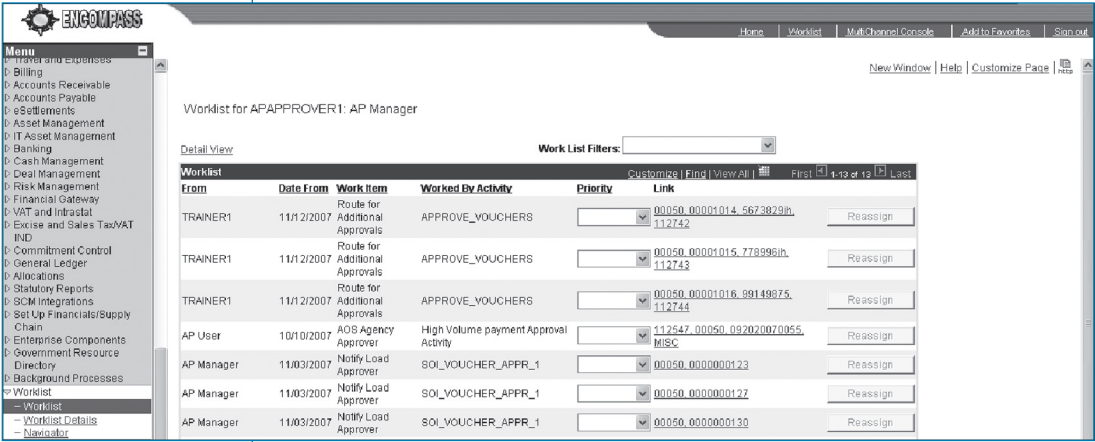 ENCOMPASS
Home | Worklist | MultiChannel Console | Add to Favorites | Sign out
Menu
Travel and Expenses
Billing
Accounts Receivable
Accounts Payable
eSettlements
Asset Management
IT Asset Management
Banking
Cash Management
Deal Management
Risk Management
Financial Gateway
VAT and Intrastat
Excise and Sales Tax/VAT
IND
Commitment Control
General Ledger
Allocations
Statutory Reports
SCM Integrations
Set Up Financials/Supply
Chain
Enterprise Components
Government Resource
Directory
Background Processes
Worklist
– Worklist
– Worklist Details
– Navigator
New Window | Help | Customize Page | http
Worklist for APAPPROVER1: AP Manager
Detail View
Work List Filters:
Worklist
Customize | Find | View All | First 1-13 of 13 Last
From Date From Work Item Worked By Activity Priority Link
TRAINER1 11/12/2007 Route for Additional Approvals APPROVE_VOUCHERS 00050, 00001014, 5673829jh, 112742 Reassign
TRAINER1 11/12/2007 Route for Additional Approvals APPROVE_VOUCHERS 00050, 00001015, 778996jh, 112743 Reassign
TRAINER1 11/12/2007 Route for Additional Approvals APPROVE_VOUCHERS 00050, 00001016, 99149875, 112744 Reassign
AP User 10/10/2007 AOS Agency Approver High Volume payment Approval Activity 112547, 00050, 092020070055, MISC Reassign
AP Manager 11/03/2007 Notify Load Approver SOI_VOUCHER_APPR_1 00050, 0000000123 Reassign
AP Manager 11/03/2007 Notify Load Approver SOI_VOUCHER_APPR_1 00050, 0000000127 Reassign
AP Manager 11/03/2007 Notify Load Approver SOI_VOUCHER_APPR_1 00050, 0000000130 Reassign